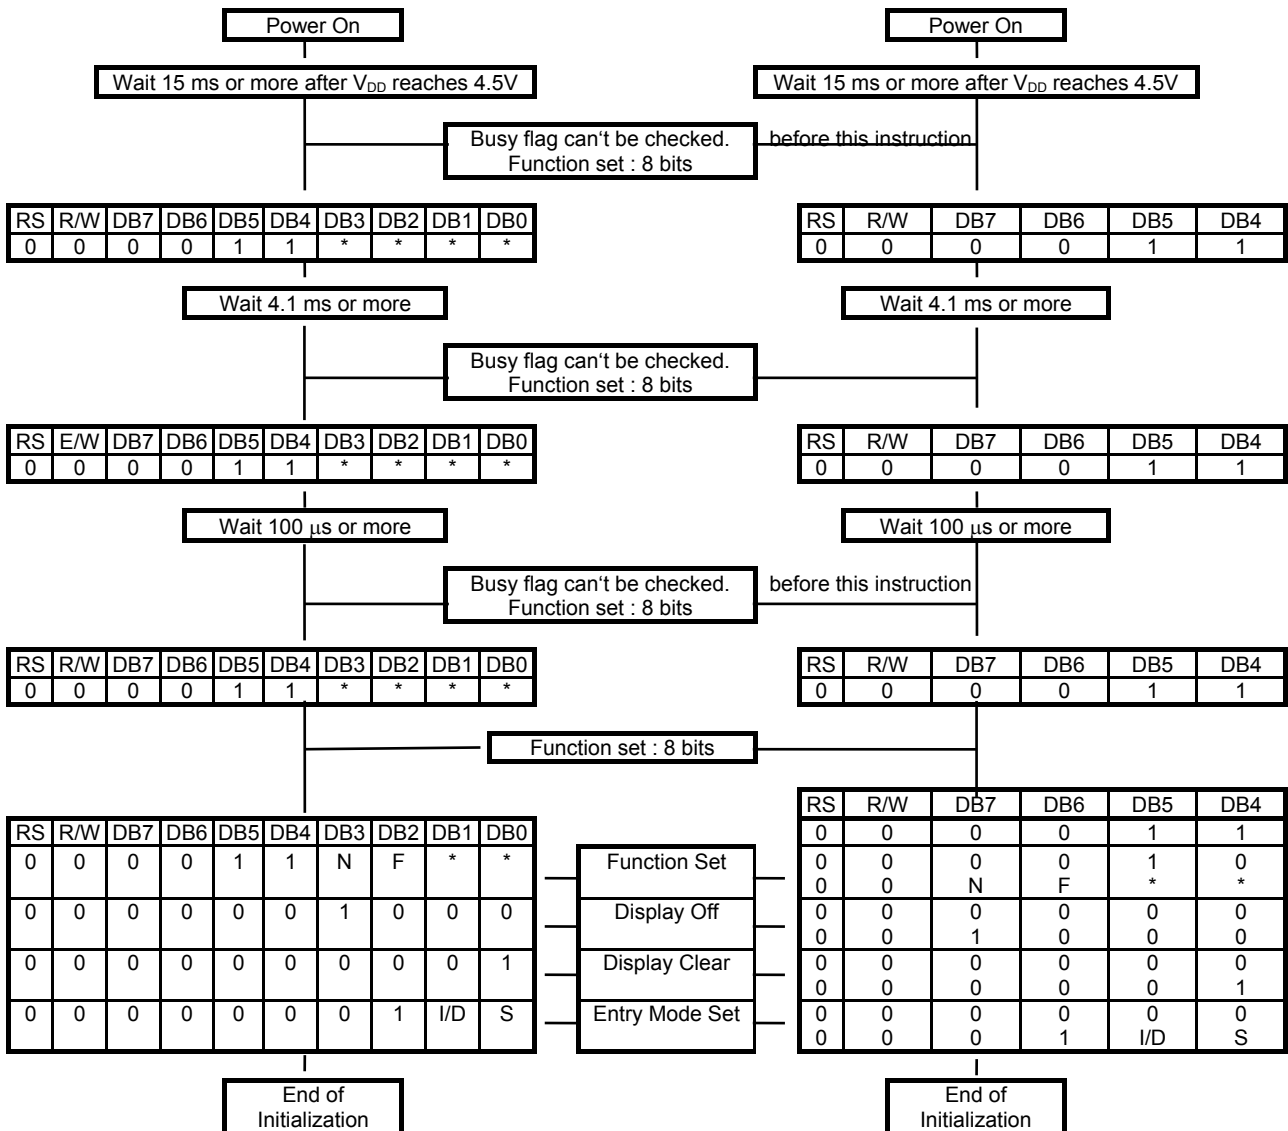 Power On
Power On
Wait 15 ms or more after VDD reaches 4.5V
Wait 15 ms or more after VDD reaches 4.5V
Busy flag can‘t be checked.
Function set : 8 bits
before this instruction
RS R/W DB7 DB6 DB5 DB4 DB3 DB2 DB1 DB0
0 0 0 0 1 1 * * * *
RS R/W DB7 DB6 DB5 DB4
0 0 0 0 1 1
Wait 4.1 ms or more
Wait 4.1 ms or more
Busy flag can‘t be checked.
Function set : 8 bits
RS E/W DB7 DB6 DB5 DB4 DB3 DB2 DB1 DB0
0 0 0 0 1 1 * * * *
RS R/W DB7 DB6 DB5 DB4
0 0 0 0 1 1
Wait 100 μs or more
Wait 100 μs or more
Busy flag can‘t be checked.
Function set : 8 bits
before this instruction
RS R/W DB7 DB6 DB5 DB4 DB3 DB2 DB1 DB0
0 0 0 0 1 1 * * * *
RS R/W DB7 DB6 DB5 DB4
0 0 0 0 1 1
Function set : 8 bits
RS R/W DB7 DB6 DB5 DB4 DB3 DB2 DB1 DB0
0 0 0 0 1 1 N F * *
0 0 0 0 0 0 1 0 0 0
0 0 0 0 0 0 0 0 0 1
0 0 0 0 0 0 0 1 I/D S
Function Set
Display Off
Display Clear
Entry Mode Set
RS R/W DB7 DB6 DB5 DB4
0 0 0 0 1 1
0 0 0 0 1 0
0 0 N F * *
0 0 0 0 0 0
0 0 1 0 0 0
0 0 0 0 0 0
0 0 0 0 0 1
0 0 0 0 0 0
0 0 0 1 I/D S
End of
Initialization
End of
Initialization